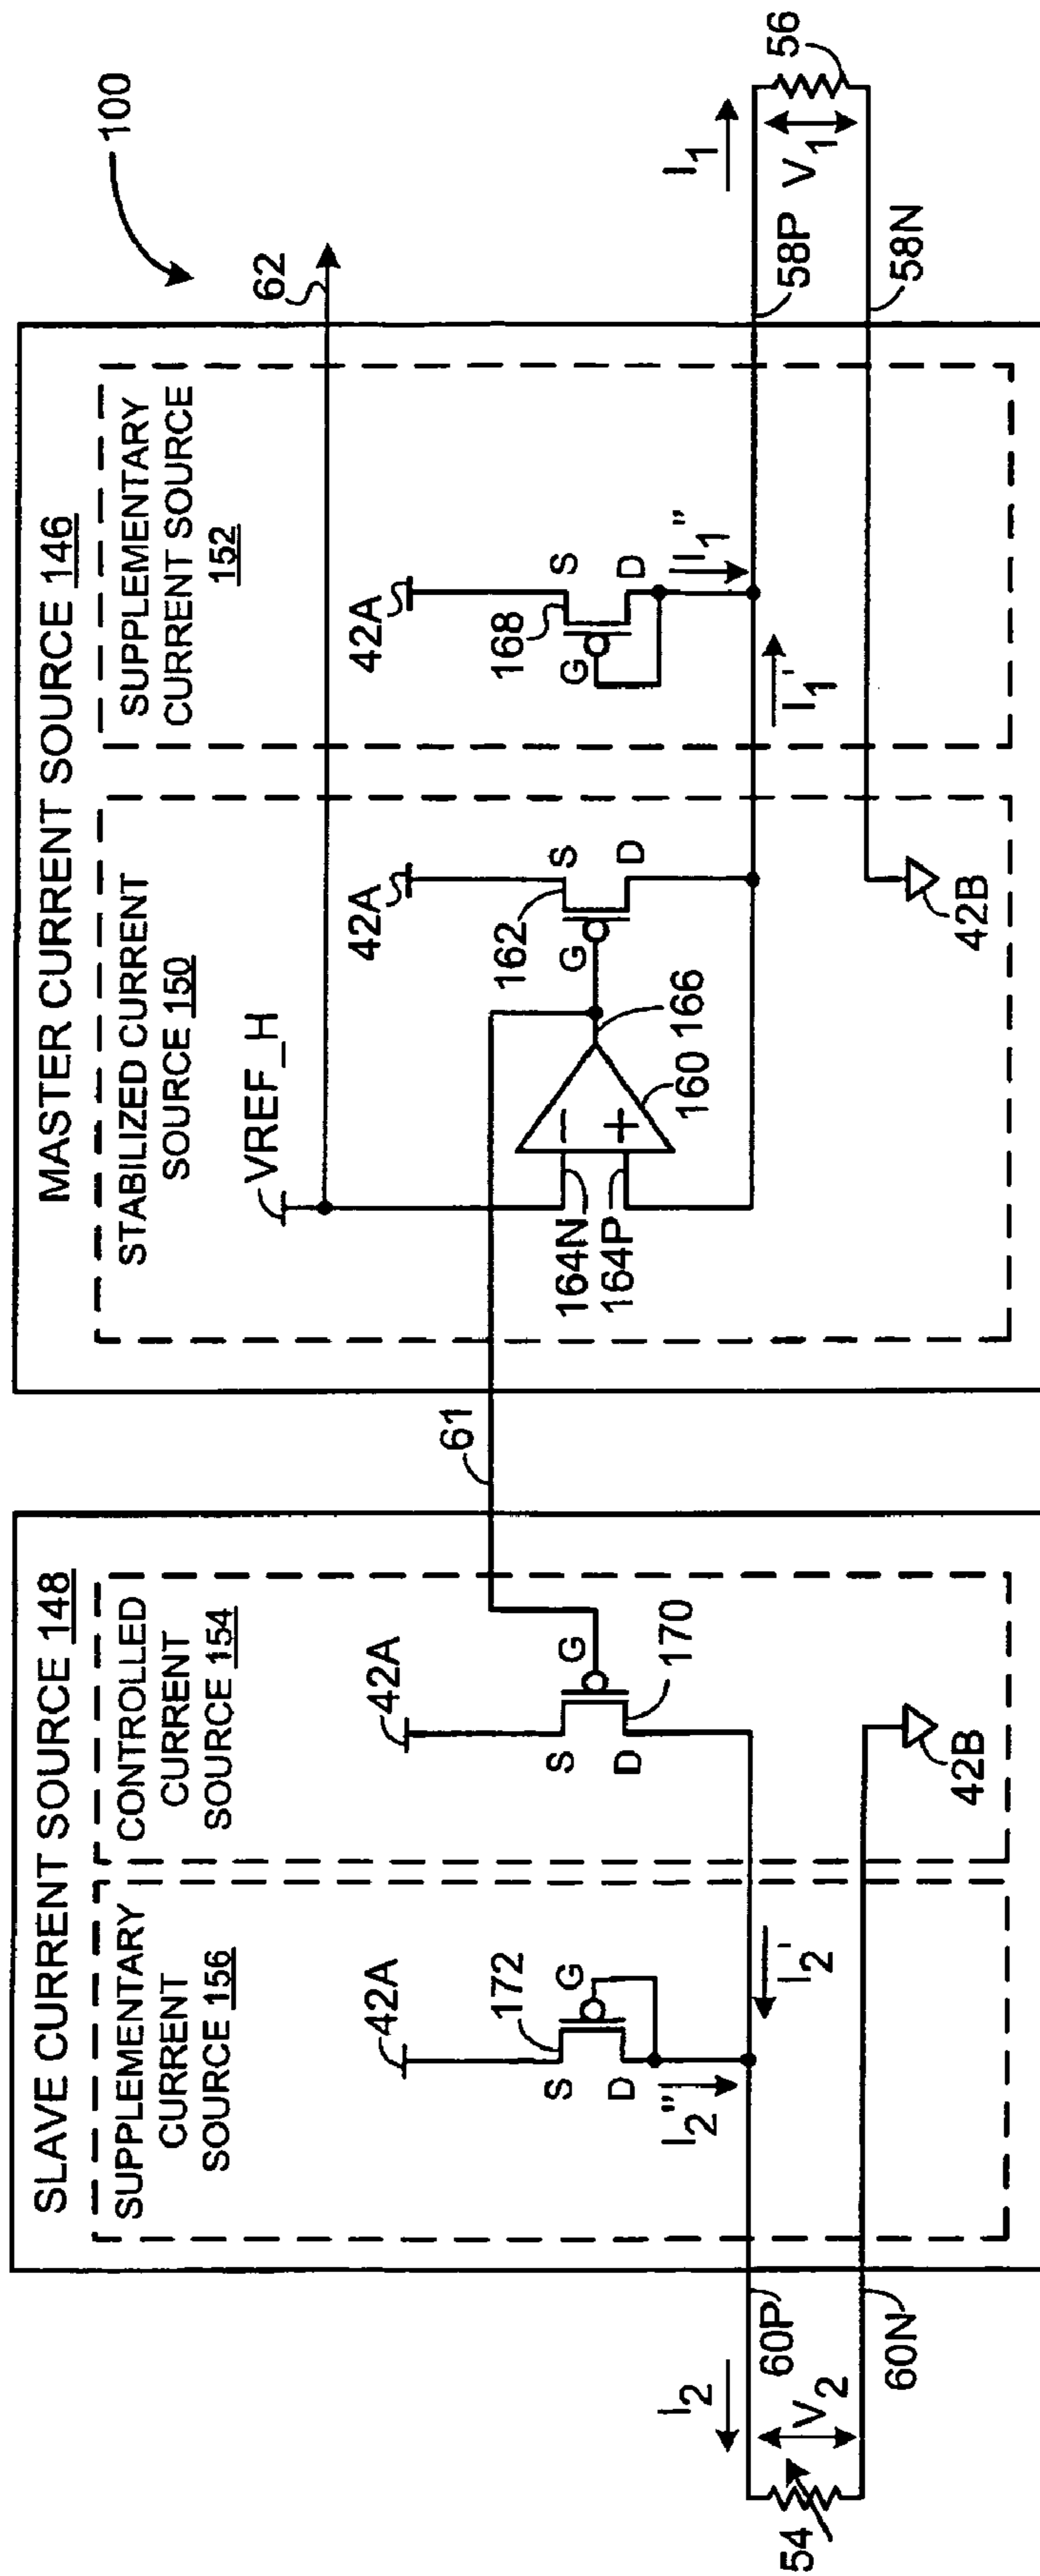 100
SLAVE CURRENT SOURCE 148
SUPPLEMENTARY
CURRENT
SOURCE 156
CONTROLLED
CURRENT
SOURCE 154
42A
172
S
G
D
I2"
I2'
42A
G
S
D
170
42B
61
I2
60P
V2
60N
54
MASTER CURRENT SOURCE 146
STABILIZED CURRENT
SOURCE 150
SUPPLEMENTARY
CURRENT SOURCE
152
VREF_H
62
42A
162
S
G
D
164N
164P
−
+
160
166
42B
42A
168
S
G
D
I1"
I1'
I1
58P
V1
56
58N